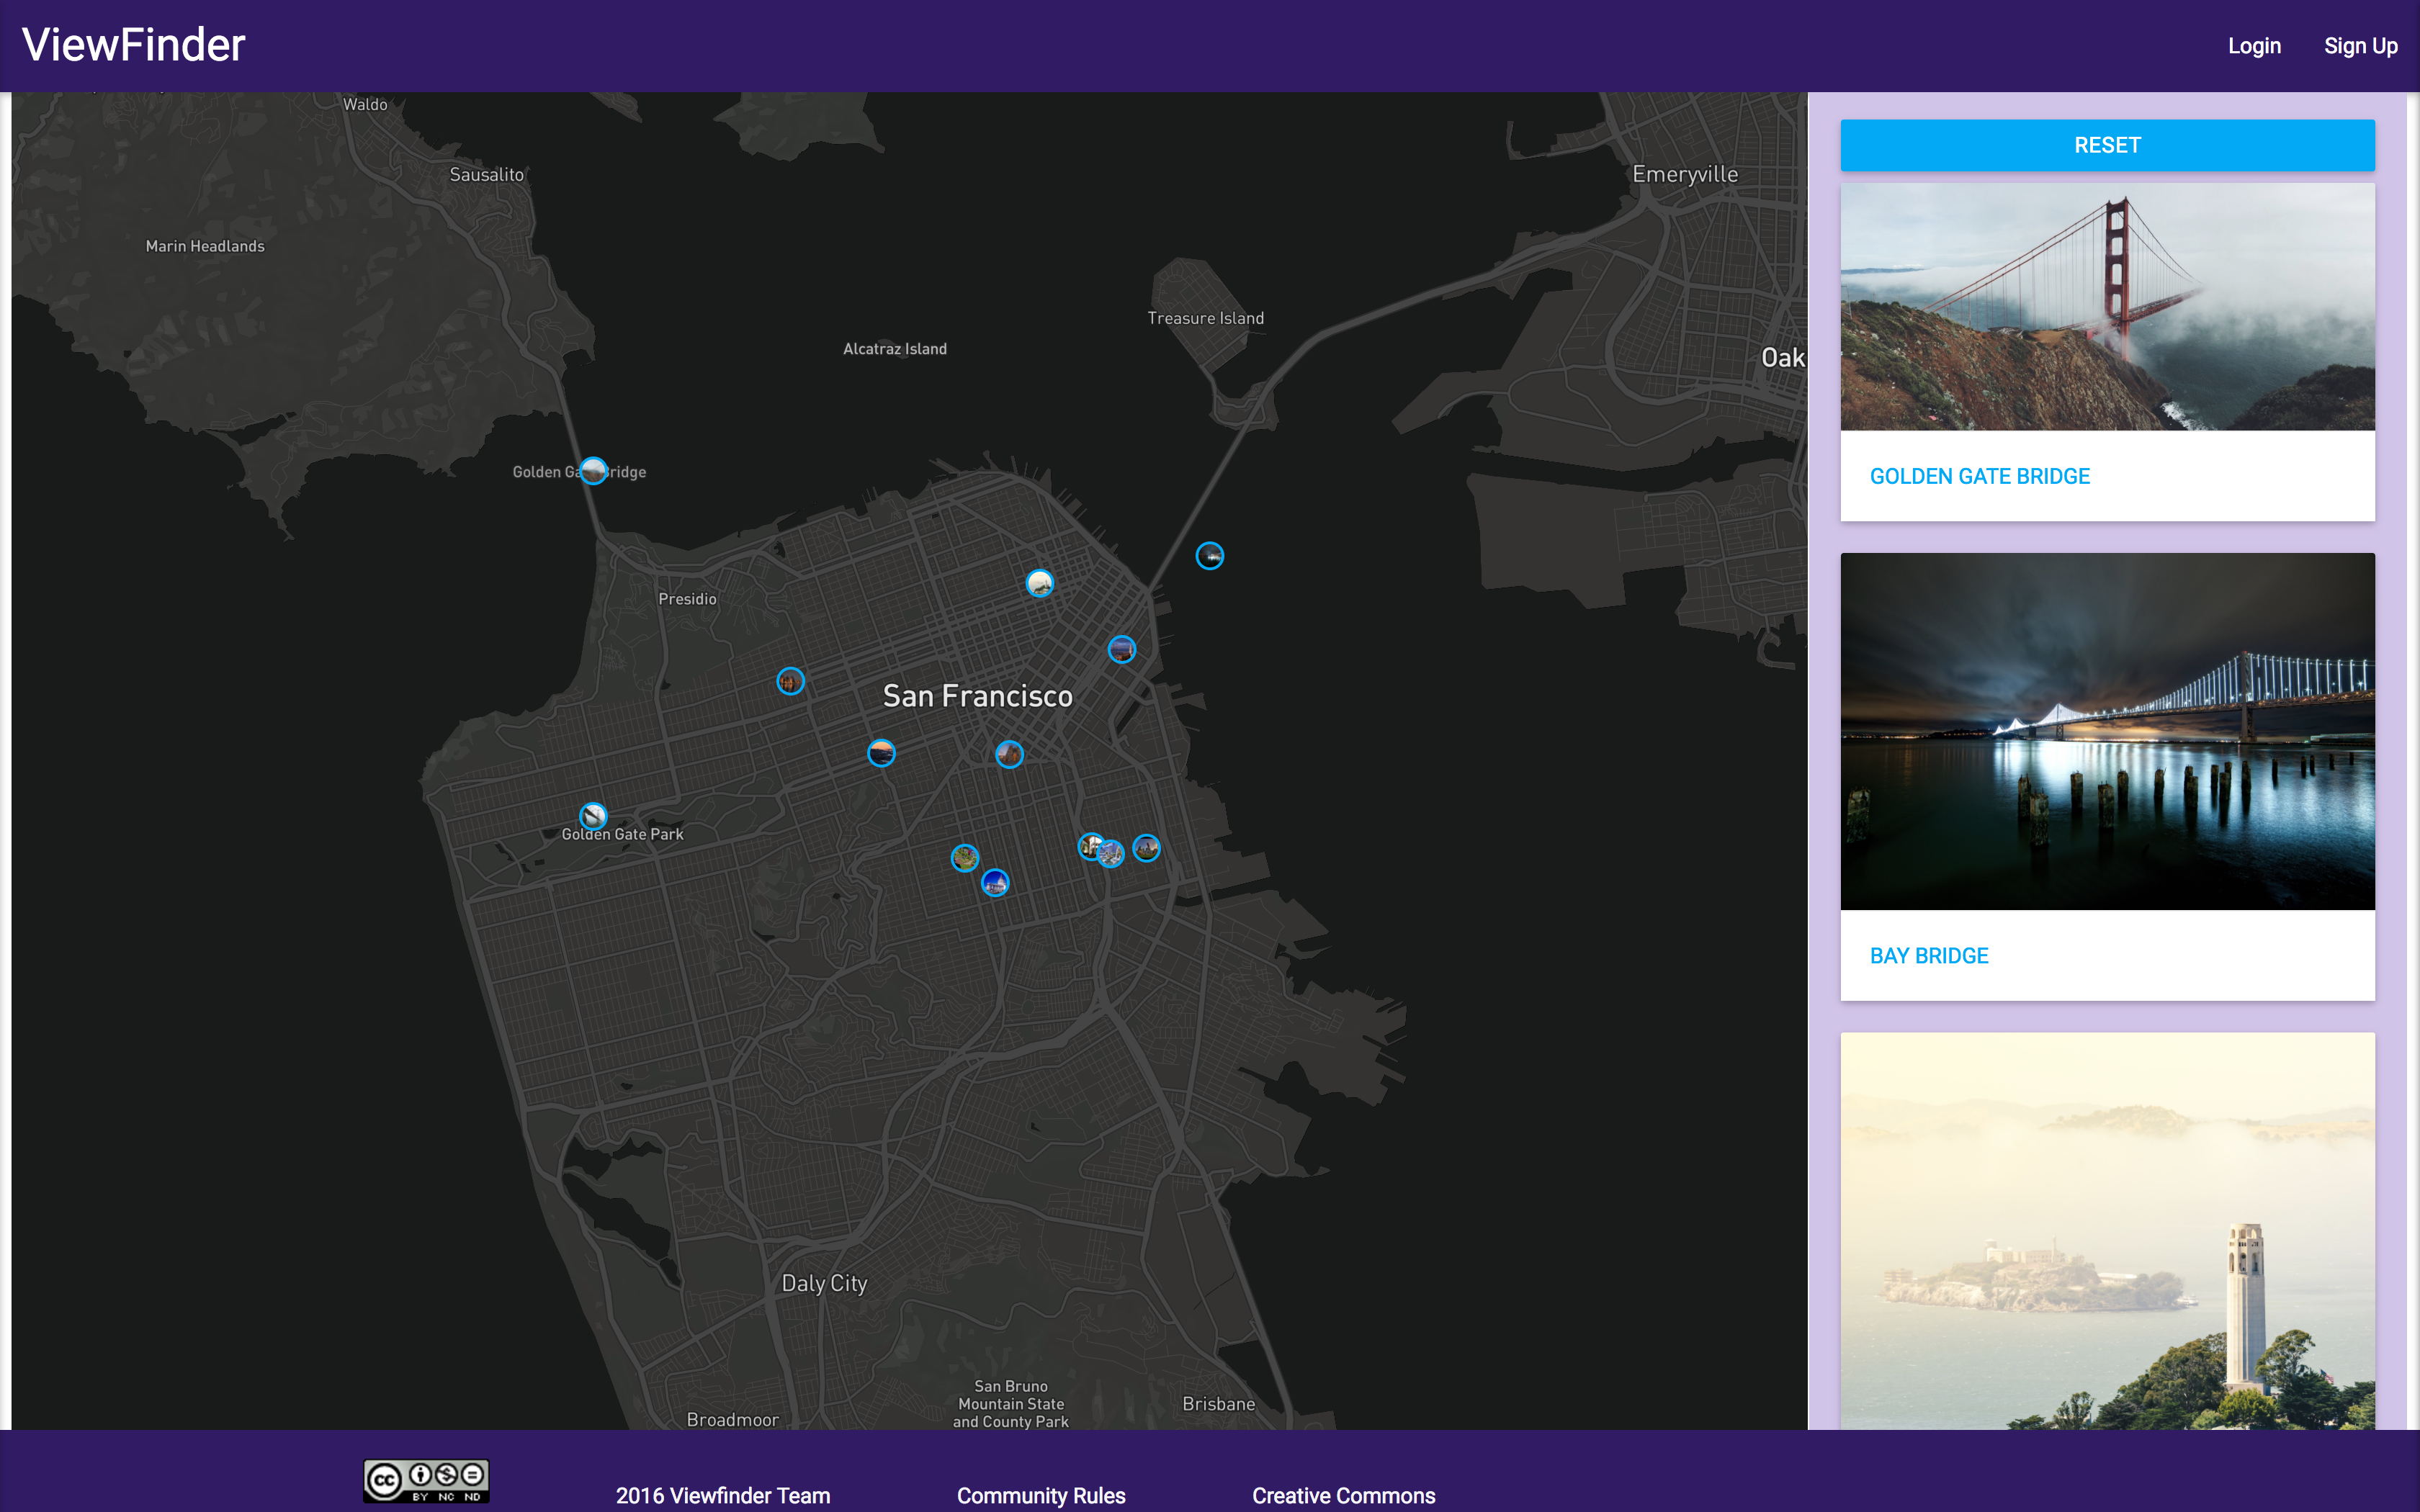 ViewFinder
Login
Sign Up
Waldo
Sausalito
Marin Headlands
Emeryville
Treasure Island
Alcatraz Island
Oak
Golden Ga ridge
Presidio
San Francisco
Golden Gate Park
Daly City
San Bruno
Mountain State
and County Park
Broadmoor
Brisbane
RESET
GOLDEN GATE BRIDGE
BAY BRIDGE
cc
BY NC ND
2016 Viewfinder Team
Community Rules
Creative Commons